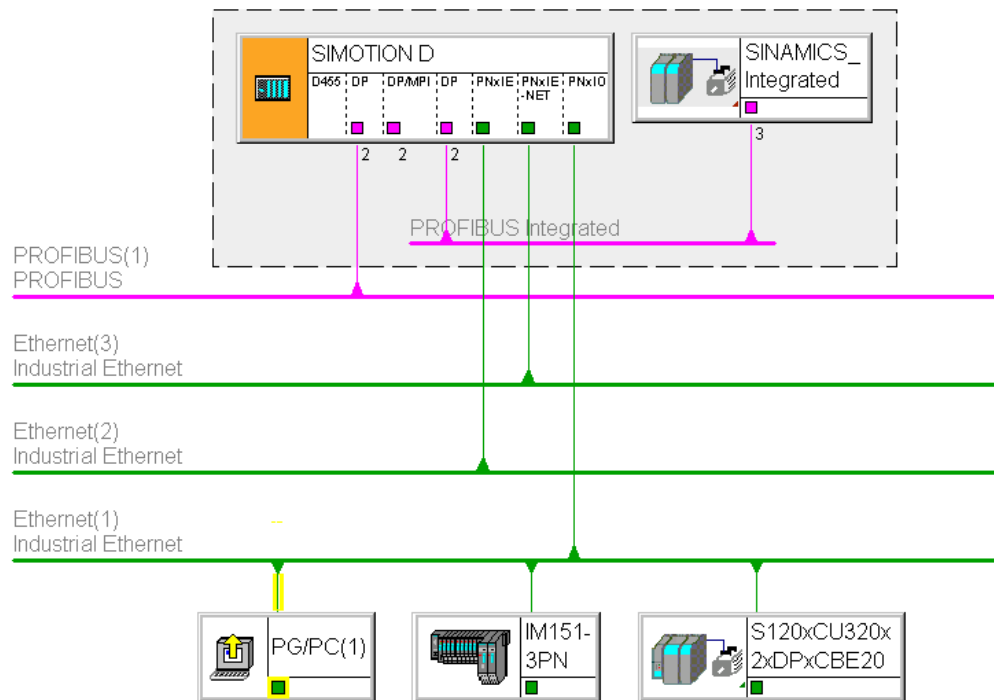 SIMOTION D
D455 DP DP/MPI DP PNxIE PNxIE PNxIO
-NET
SINAMICS_
Integrated
2 2 2
3
PROFIBUS Integrated
PROFIBUS(1)
PROFIBUS
Ethernet(3)
Industrial Ethernet
Ethernet(2)
Industrial Ethernet
Ethernet(1)
Industrial Ethernet
PG/PC(1)
IM151-
3PN
S120xCU320x
2xDPxCBE20